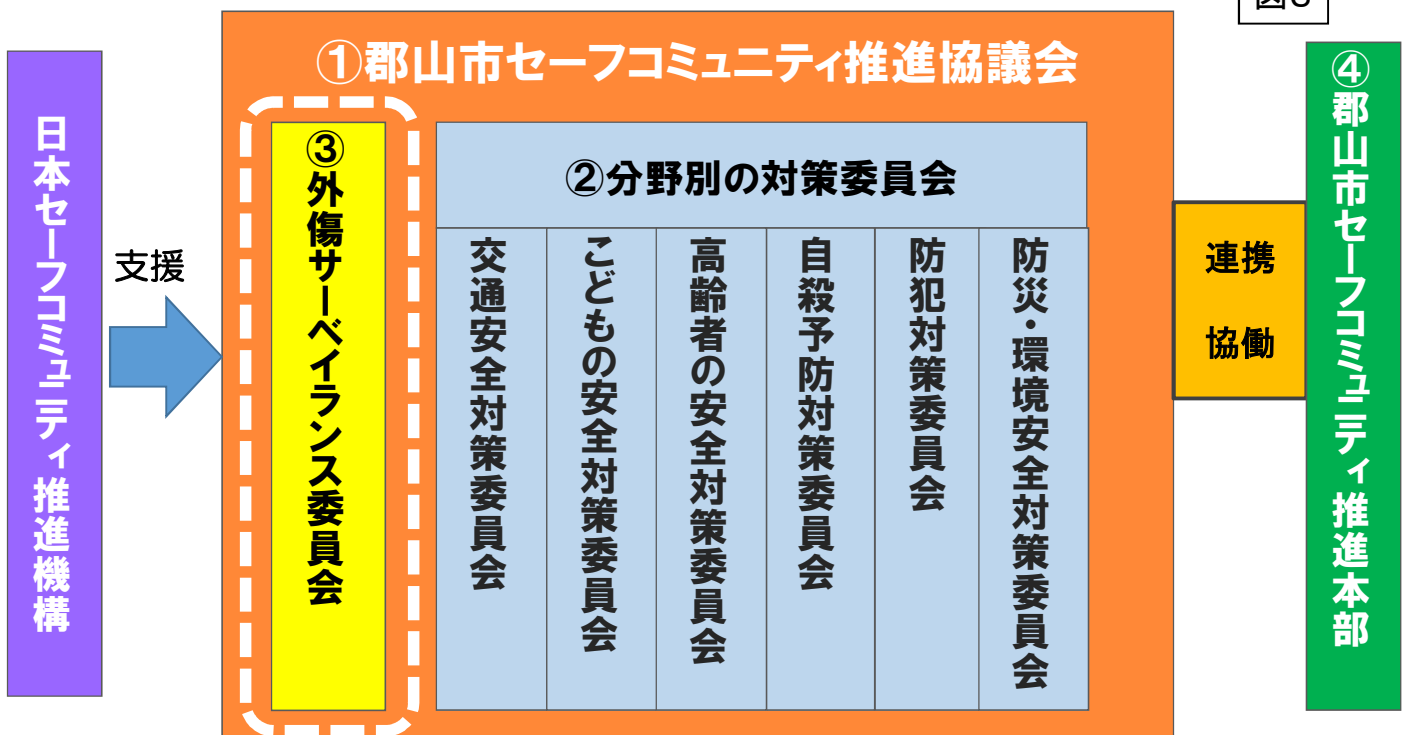 図3
①郡山市セーフコミュニティ推進協議会
日本セーフコミュニティ推進機構
支援
③外傷サーベイランス委員会
②分野別の対策委員会
交通安全対策委員会
こどもの安全対策委員会
高齢者の安全対策委員会
自殺予防対策委員会
防犯対策委員会
防災・環境安全対策委員会
連携
協働
④郡山市セーフコミュニティ推進本部